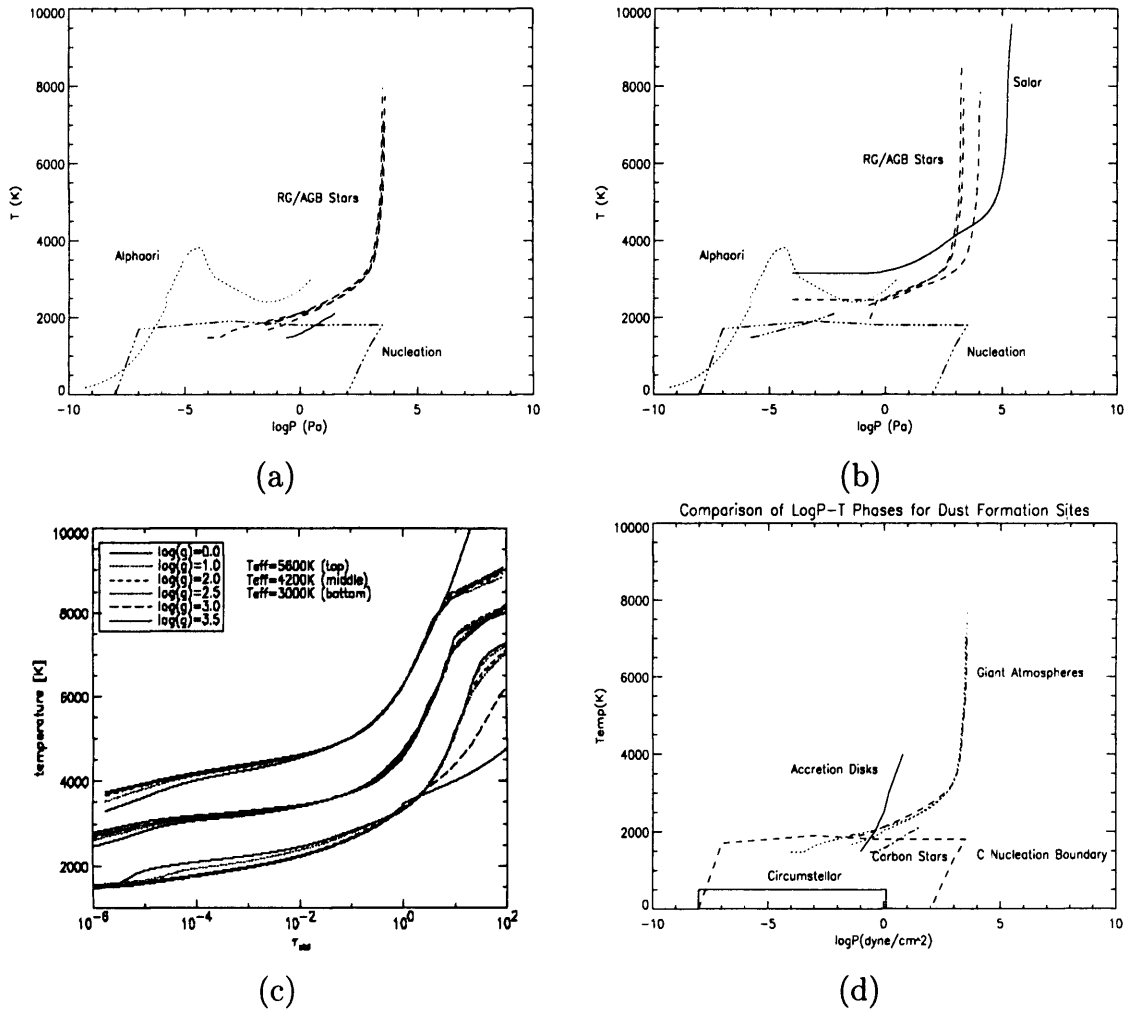 10000
8000
6000
4000
2000
0
T (K)
RG/AGB Stars
Alphaori
Nucleation
-10
-5
0
5
10
logP (Pa)
(a)
10000
8000
6000
4000
2000
0
T (K)
Solar
RG/AGB Stars
Alphaori
Nucleation
-10
-5
0
5
10
logP (Pa)
(b)
10000
8000
6000
4000
2000
temperature [K]
log(g)=0.0
log(g)=1.0
log(g)=2.0
log(g)=2.5
log(g)=3.0
log(g)=3.5
Teff=5600K (top)
Teff=4200K (middle)
Teff=3000K (bottom)
10^-6
10^-4
10^-2
10^0
10^2
τstd
(c)
Comparison of LogP-T Phases for Dust Formation Sites
10000
8000
6000
4000
2000
0
Temp(K)
Giant Atmospheres
Accretion Disks
Carbon Stars
C Nucleation Boundary
Circumstellar
-10
-5
0
5
10
logP(dyne/cm^2)
(d)